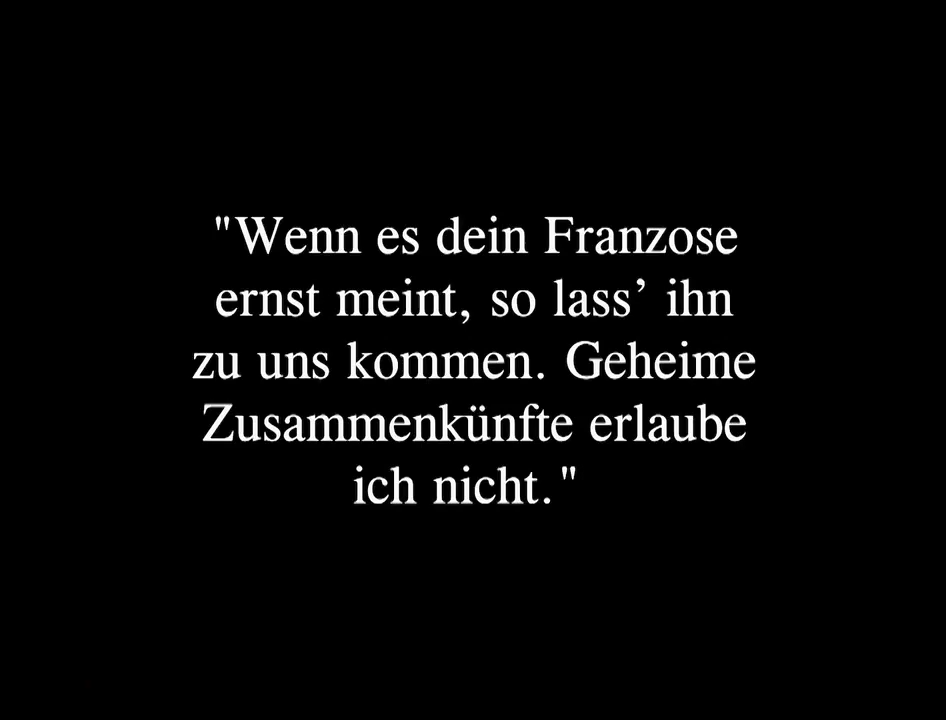 "Wenn es dein Franzose
ernst meint, so lass’ ihn
zu uns kommen. Geheime
Zusammenkünfte erlaube
ich nicht."